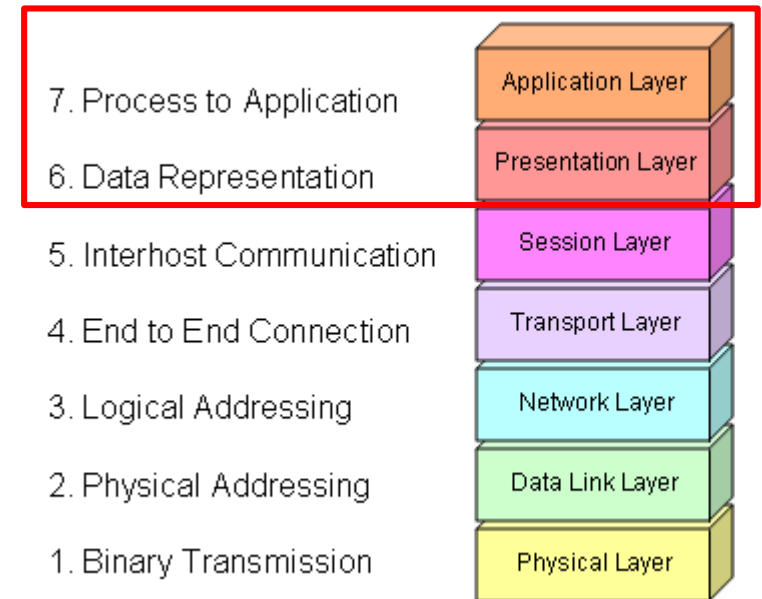 7. Process to Application
Application Layer
6. Data Representation
Presentation Layer
5. Interhost Communication
Session Layer
4. End to End Connection
Transport Layer
3. Logical Addressing
Network Layer
2. Physical Addressing
Data Link Layer
1. Binary Transmission
Physical Layer